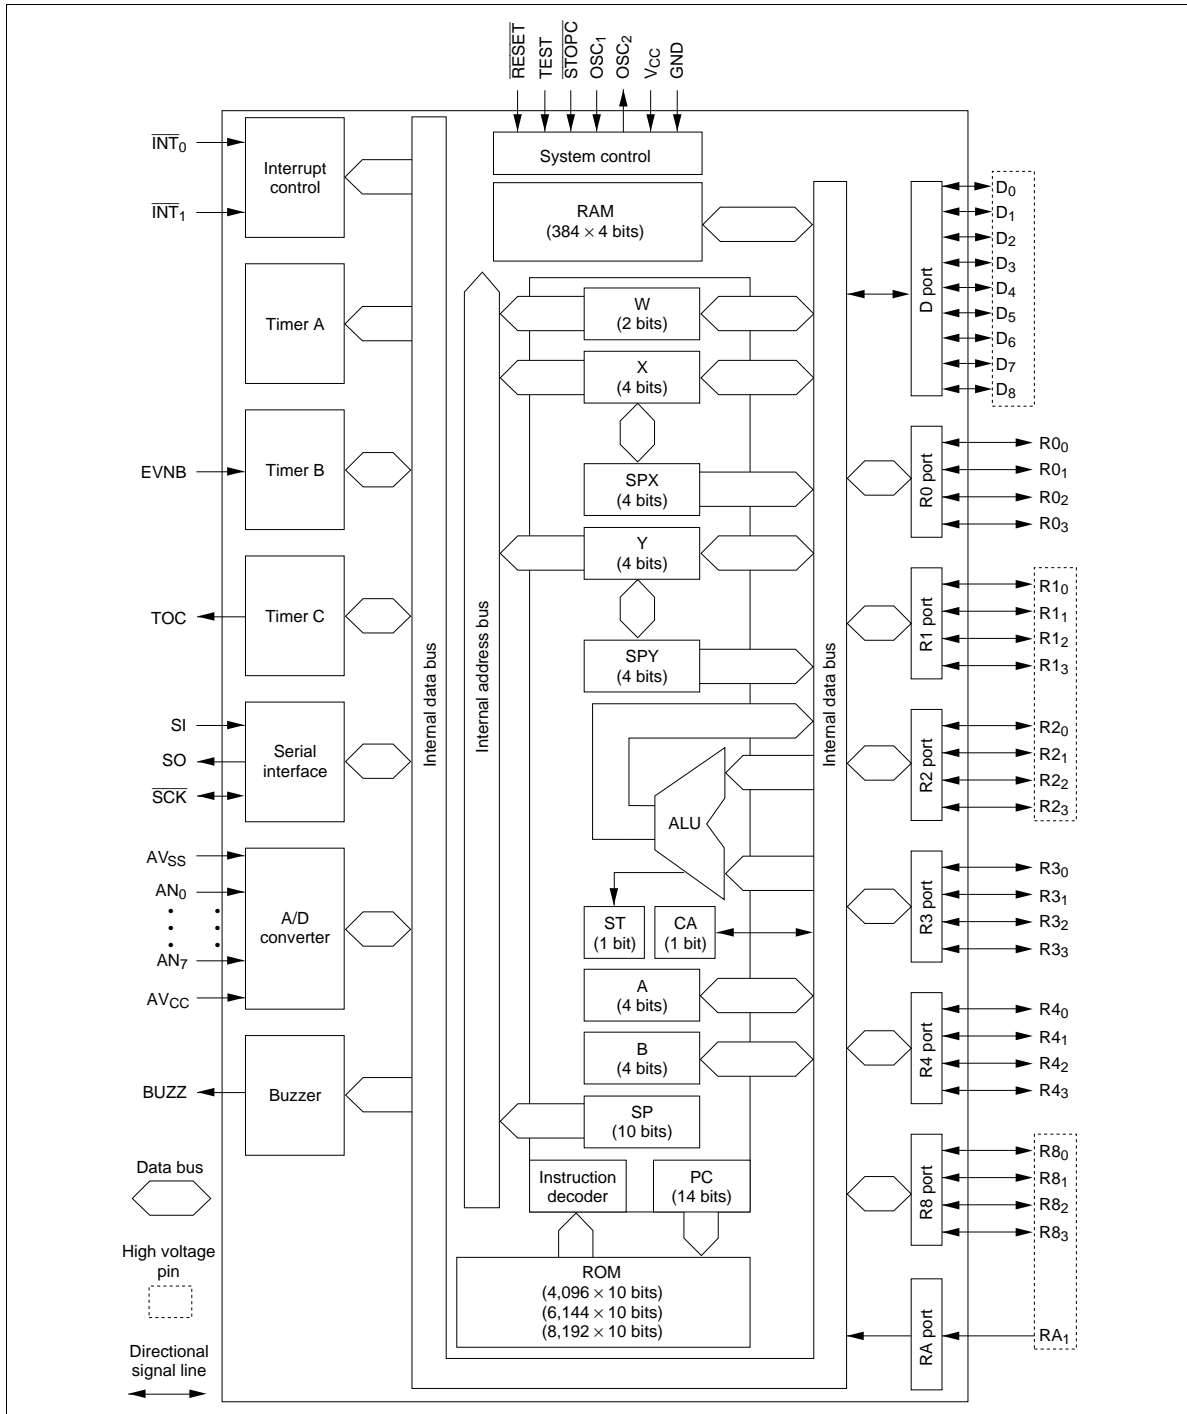 RESET
TEST
STOPC
OSC1
OSC2
VCC
GND
System control
INT0
INT1
Interrupt
control
RAM
(384 × 4 bits)
Timer A
EVNB
Timer B
TOC
Timer C
SI
SO
SCK
Serial
interface
AVSS
AN0
AN7
AVCC
A/D
converter
BUZZ
Buzzer
Internal data bus
Internal address bus
W
(2 bits)
X
(4 bits)
SPX
(4 bits)
Y
(4 bits)
SPY
(4 bits)
ALU
ST
(1 bit)
CA
(1 bit)
A
(4 bits)
B
(4 bits)
SP
(10 bits)
Instruction
decoder
PC
(14 bits)
ROM
(4,096 × 10 bits)
(6,144 × 10 bits)
(8,192 × 10 bits)
Internal data bus
D port
D0
D1
D2
D3
D4
D5
D6
D7
D8
R0 port
R00
R01
R02
R03
R1 port
R10
R11
R12
R13
R2 port
R20
R21
R22
R23
R3 port
R30
R31
R32
R33
R4 port
R40
R41
R42
R43
R8 port
R80
R81
R82
R83
RA port
RA1
Data bus
High voltage
pin
Directional
signal line